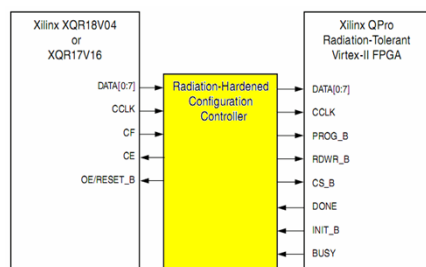 Xilinx XQR18V04
or
XQR17V16
Xilinx QPro
Radiation-Tolerant
Virtex-II FPGA
DATA[0:7]
CCLK
CF
CE
OE/RESET_B
Radiation-Hardened
Configuration
Controller
DATA[0:7]
CCLK
PROG_B
RDWR_B
CS_B
DONE
INIT_B
BUSY